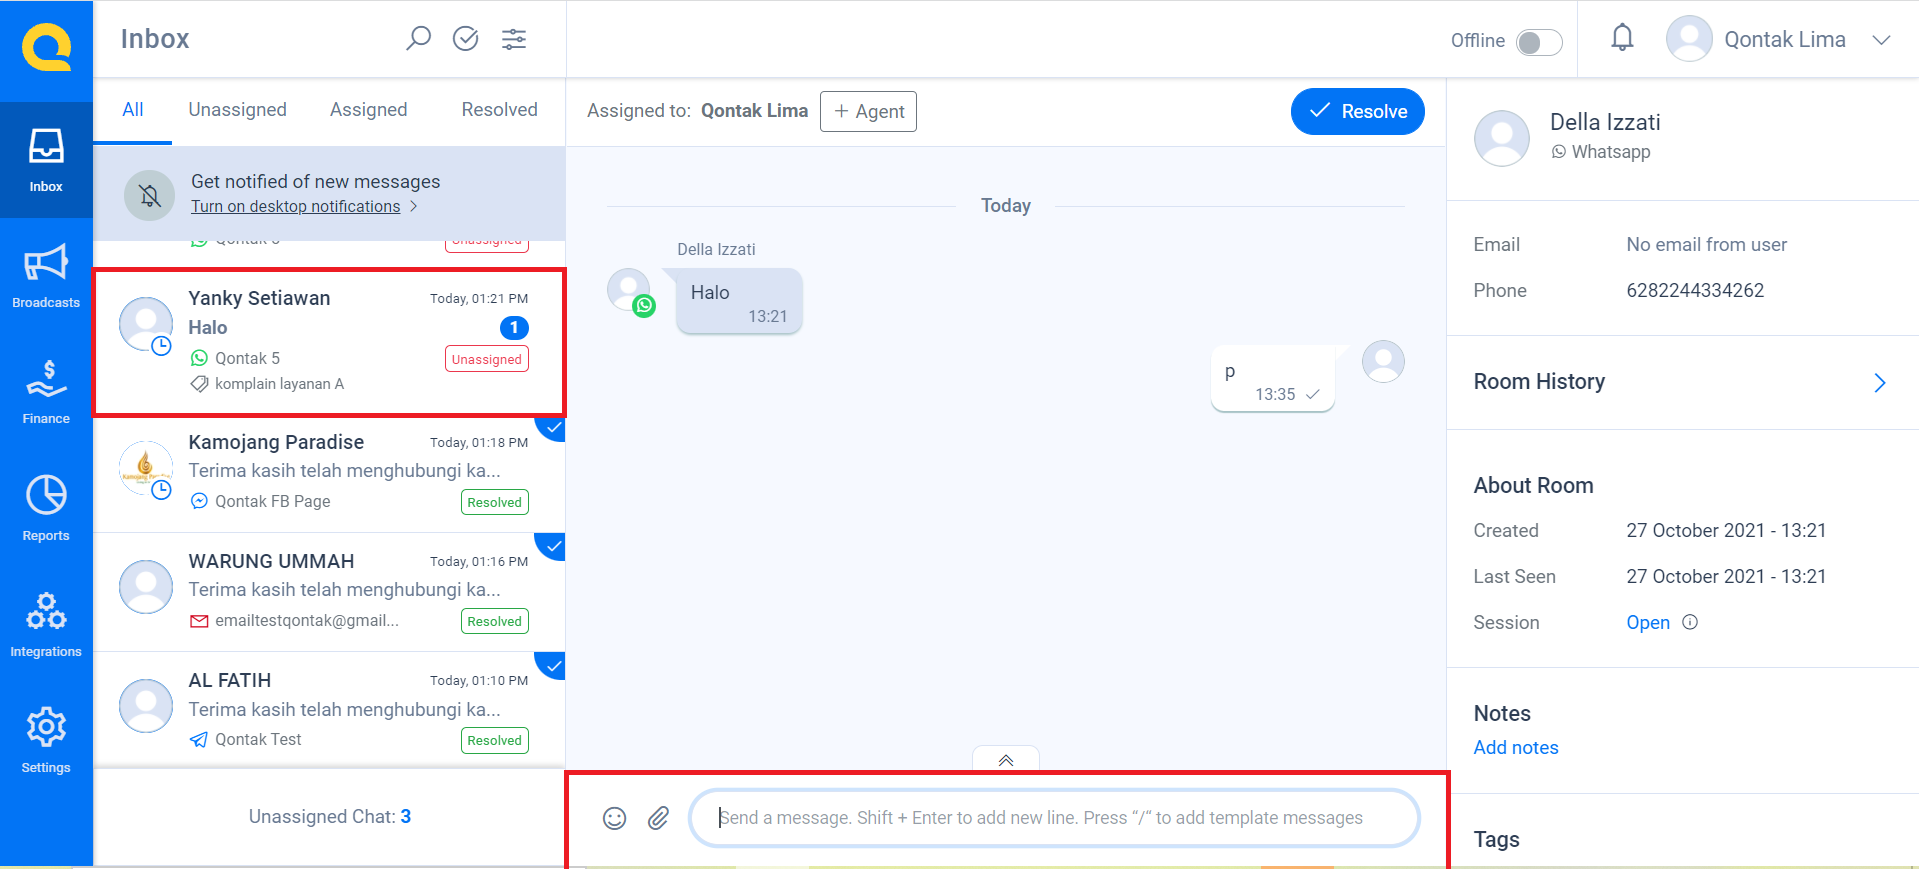 Inbox
Offline
Qontak Lima
Inbox
Broadcasts
Finance
Reports
Integrations
Settings
All Unassigned Assigned Resolved
Get notified of new messages
Turn on desktop notifications
Unassigned
Yanky Setiawan Today, 01:21 PM
Halo 1
Qontak 5 Unassigned
komplain layanan A
Kamojang Paradise Today, 01:18 PM
Terima kasih telah menghubungi ka...
Qontak FB Page Resolved
WARUNG UMMAH Today, 01:16 PM
Terima kasih telah menghubungi ka...
emailtestqontak@gmail... Resolved
AL FATIH Today, 01:10 PM
Terima kasih telah menghubungi ka...
Qontak Test Resolved
Unassigned Chat: 3
Assigned to: Qontak Lima + Agent Resolve
Today
Della Izzati
Halo
13:21
p
13:35
Send a message. Shift + Enter to add new line. Press “/“ to add template messages
Della Izzati
Whatsapp
Email No email from user
Phone 6282244334262
Room History
About Room
Created 27 October 2021 - 13:21
Last Seen 27 October 2021 - 13:21
Session Open
Notes
Add notes
Tags